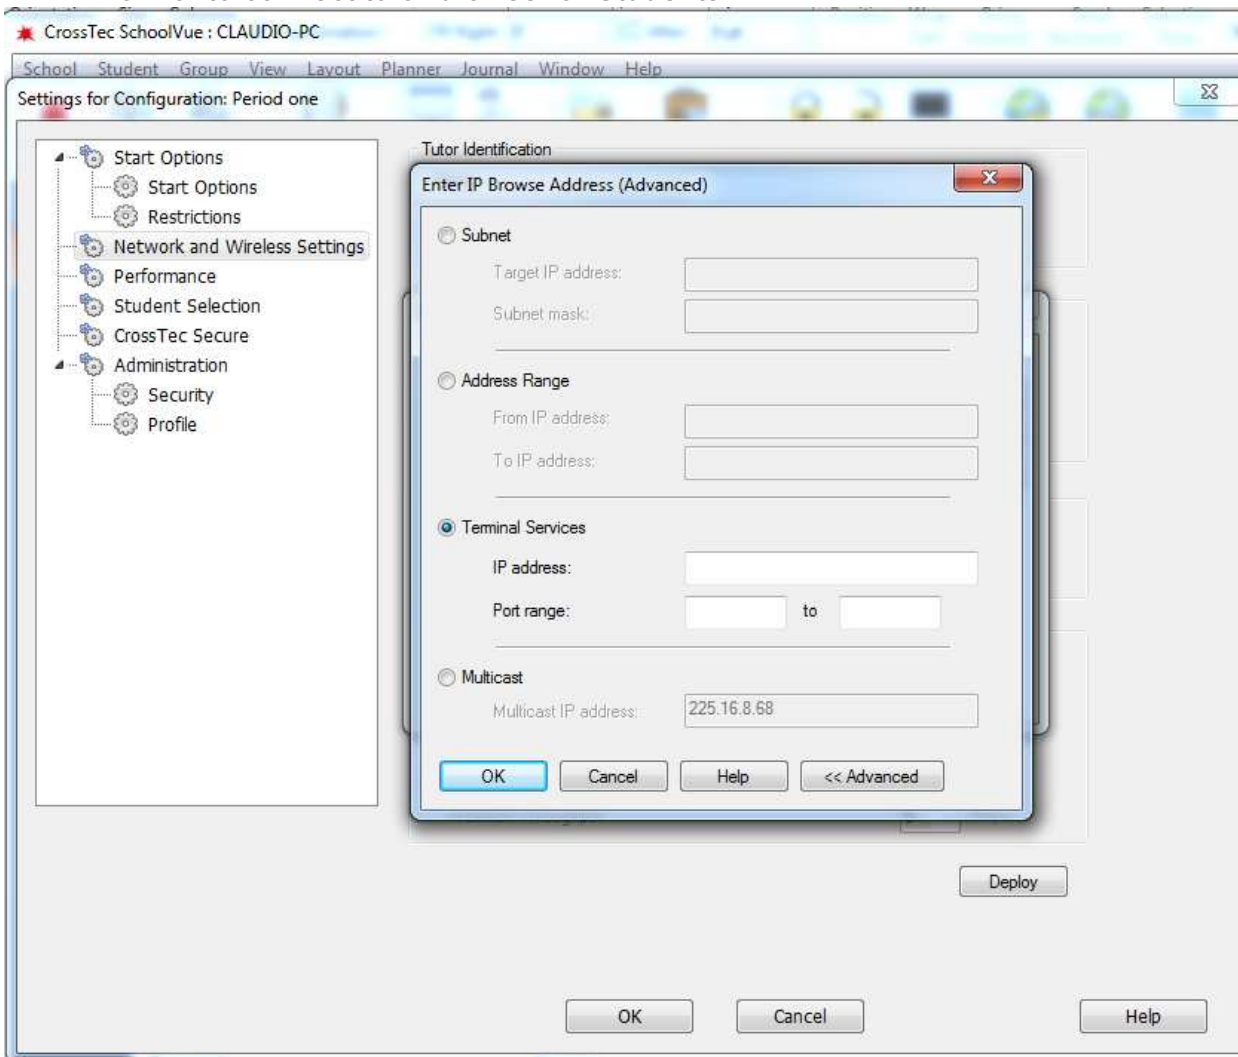 CrossTec SchoolVue : CLAUDIO-PC
School Student Group View Layout Planner Journal Window Help
Settings for Configuration: Period one
Start Options
Start Options
Restrictions
Network and Wireless Settings
Performance
Student Selection
CrossTec Secure
Administration
Security
Profile
Tutor Identification
Enter IP Browse Address (Advanced)
Subnet
Target IP address:
Subnet mask:
Address Range
From IP address:
To IP address:
Terminal Services
IP address:
Port range: to
Multicast
Multicast IP address: 225.16.8.68
OK Cancel Help << Advanced
Deploy
OK Cancel Help